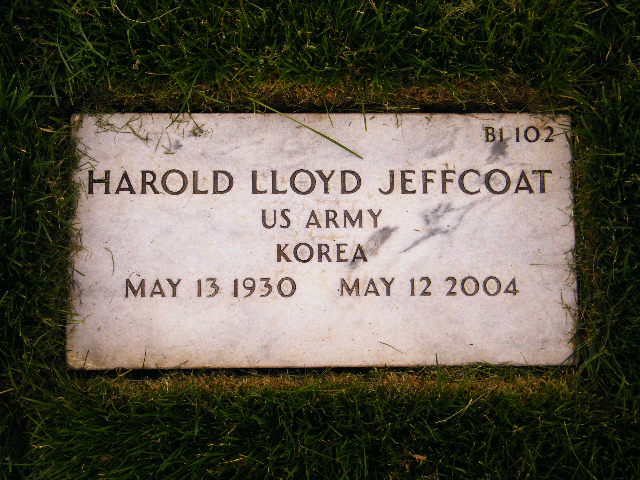 B1 102
HAROLD LLOYD JEFFCOAT
US ARMY
KOREA
MAY 13 1930 MAY 12 2004